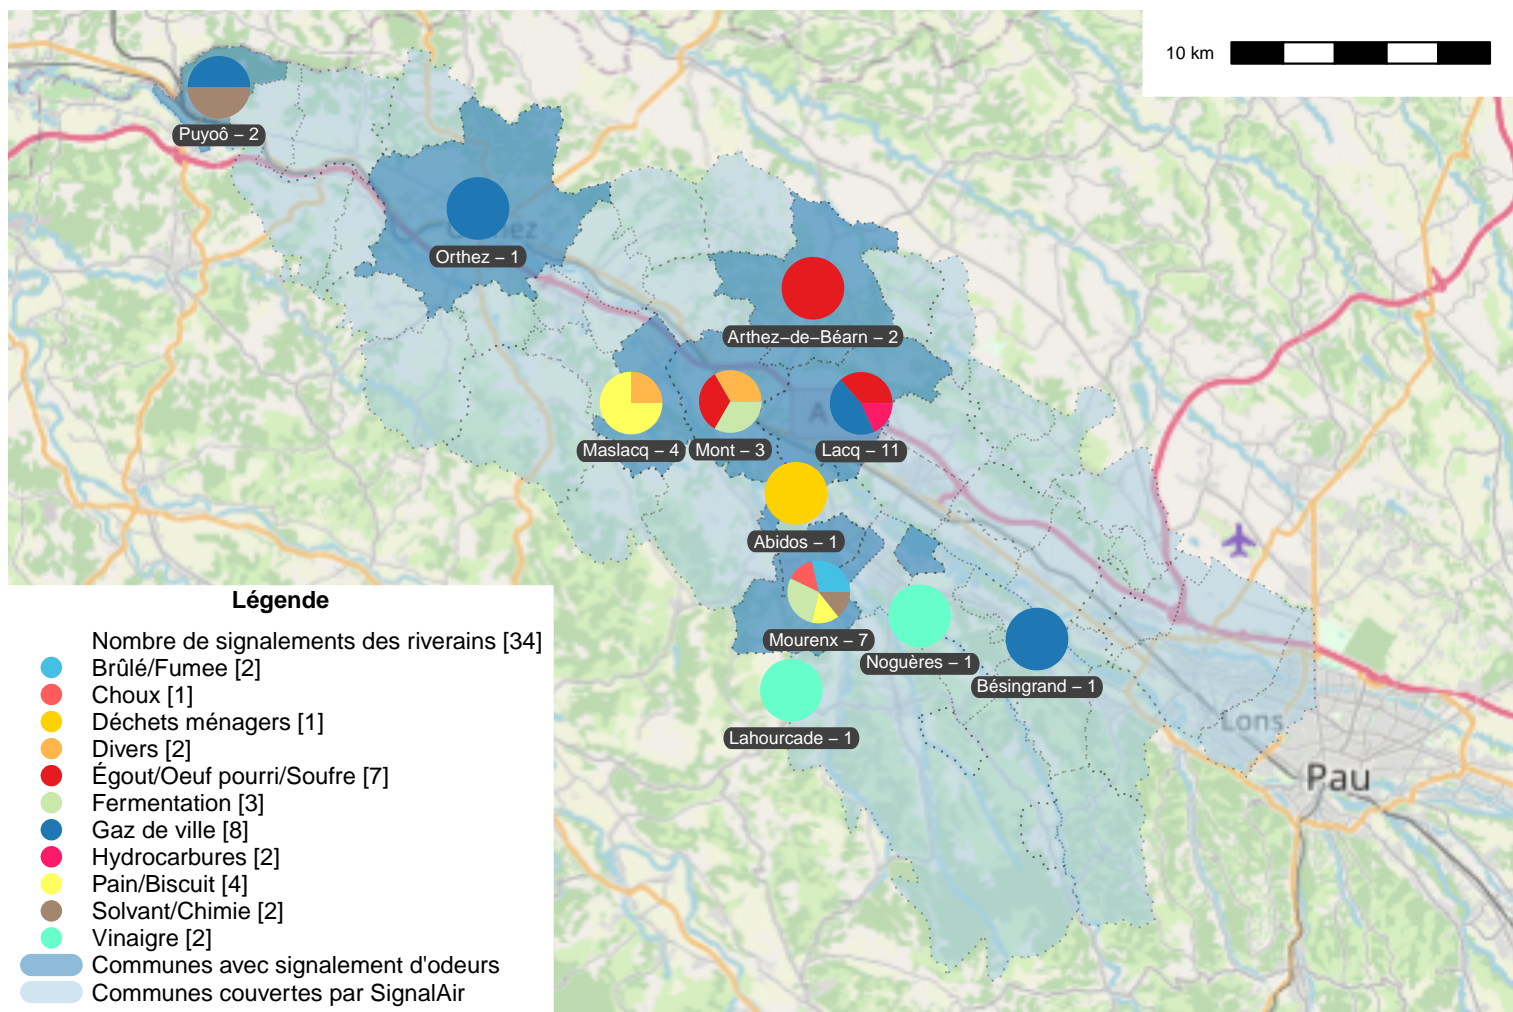 10 km
Puyoô – 2
Orthez – 1
Arthez–de–Béarn – 2
Maslacq – 4
Mont – 3
Lacq – 11
Abidos – 1
Mourenx – 7
Noguères – 1
Bésingrand – 1
Lahourcade – 1
Lons
Pau
Légende
Nombre de signalements des riverains [34]
Brûlé/Fumee [2]
Choux [1]
Déchets ménagers [1]
Divers [2]
Égout/Oeuf pourri/Soufre [7]
Fermentation [3]
Gaz de ville [8]
Hydrocarbures [2]
Pain/Biscuit [4]
Solvant/Chimie [2]
Vinaigre [2]
Communes avec signalement d'odeurs
Communes couvertes par SignalAir